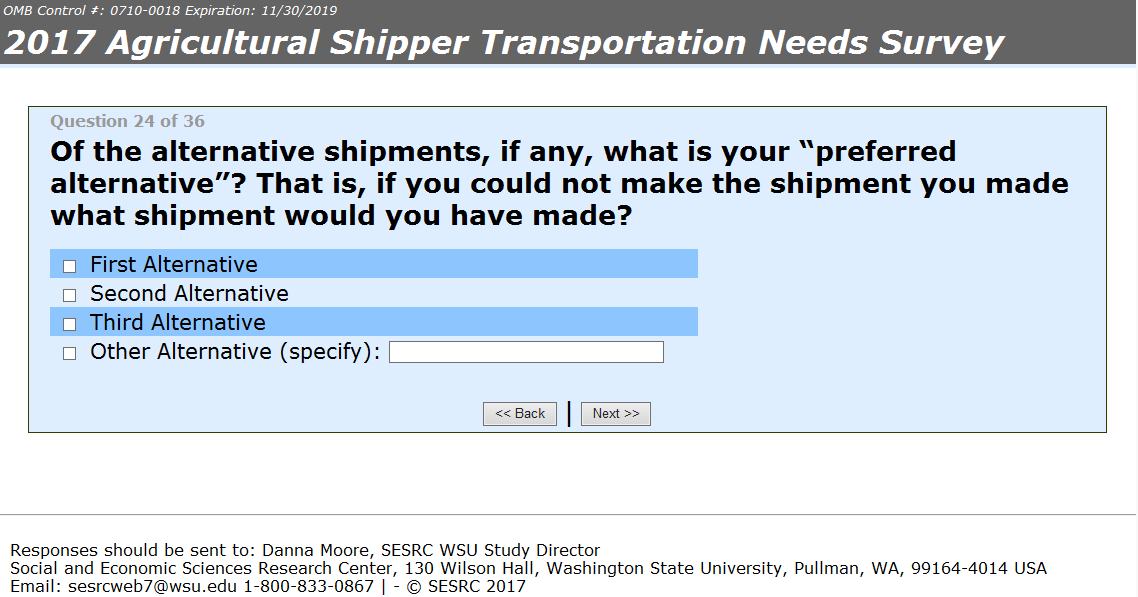 OMB Control #: 0710-0018 Expiration: 11/30/2019
2017 Agricultural Shipper Transportation Needs Survey
Question 24 of 36
Of the alternative shipments, if any, what is your “preferred
alternative”? That is, if you could not make the shipment you made
what shipment would you have made?
First Alternative
Second Alternative
Third Alternative
Other Alternative (specify):
<< Back | Next >>
Responses should be sent to: Danna Moore, SESRC WSU Study Director
Social and Economic Sciences Research Center, 130 Wilson Hall, Washington State University, Pullman, WA, 99164-4014 USA
Email: sesrcweb7@wsu.edu 1-800-833-0867 | - © SESRC 2017